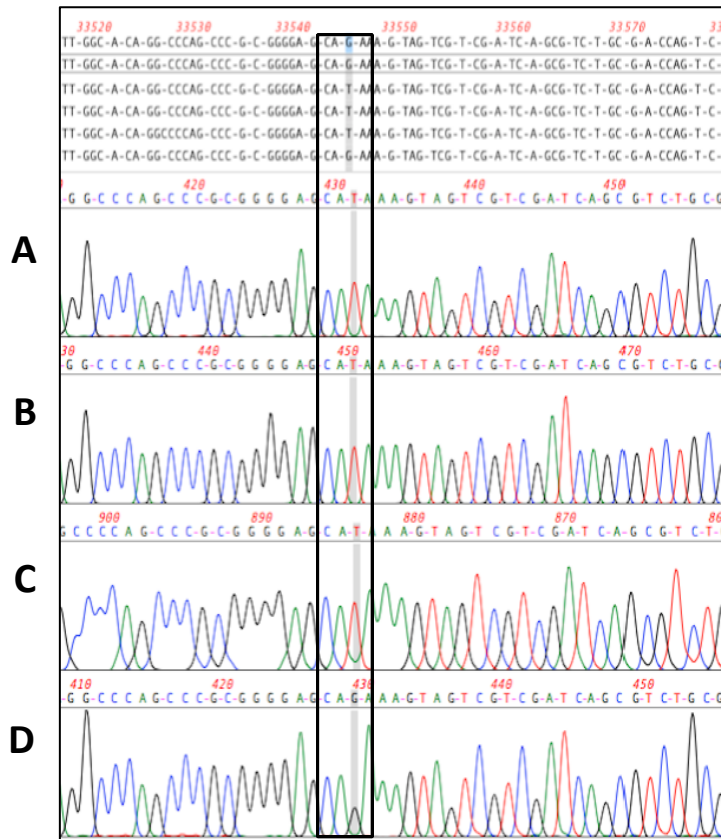 33520 33530 33540 33550 33560 33570 33
TT-GGC-A-CA-GG-CCCAG-CCC-G-C-GGGGA-G-CA-G-AAA-G-TAG-TCG-T-CG-A-TC-A-GCG-TC-T-GC-G-A-CCAG-T-C-
TT-GGC-A-CA-GG-CCCAG-CCC-G-C-GGGGA-G-CA-G-AAA-G-TAG-TCG-T-CG-A-TC-A-GCG-TC-T-GC-G-A-CCAG-T-C-
TT-GGC-A-CA-GG-CCCAG-CCC-G-C-GGGGA-G-CA-T-AAA-G-TAG-TCG-T-CG-A-TC-A-GCG-TC-T-GC-G-A-CCAG-T-C-
TT-GGC-A-CA-GG-CCCAG-CCC-G-C-GGGGA-G-CA-T-AAA-G-TAG-TCG-T-CG-A-TC-A-GCG-TC-T-GC-G-A-CCAG-T-C-
TT-GGC-A-CA-GGCCCCAG-CCC-G-C-GGGGA-G-CA-T-AAA-G-TAG-TCG-T-CG-A-TC-A-GCG-TC-T-GC-G-A-CCAG-T-C-
TT-GGC-A-CA-GG-CCCAG-CCC-G-C-GGGGA-G-CA-G-AAA-G-TAG-TCG-T-CG-A-TC-A-GCG-TC-T-GC-G-A-CCAG-T-C-
420 430 440 450
-G-G-C-C-C-A-G-C-C-C-G-C-G-G-G-G-A-G-C-A-T-A-A-A-G-T-A-G-T-C-G-T-C-G-A-T-C-A-G-C-G-T-C-T-G-C-G
A
30 440 450 460 470
-G-G-C-C-C-A-G-C-C-C-G-C-G-G-G-G-A-G-C-A-T-A-A-A-G-T-A-G-T-C-G-T-C-G-A-T-C-A-G-C-G-T-C-T-G-C-G
B
900 890 880 870 86
G-C-C-C-C-A-G-C-C-C-G-C-G-G-G-G-A-G-C-A-T-A-A-A-G-T-A-G-T-C-G-T-C-G-A-T-C-A-G-C-G-T-C-T-
C
410 420 430 440 450
-G-G-C-C-C-A-G-C-C-C-G-C-G-G-G-G-A-G-C-A-G-A-A-A-G-T-A-G-T-C-G-T-C-G-A-T-C-A-G-C-G-T-C-T-G-C-G
D